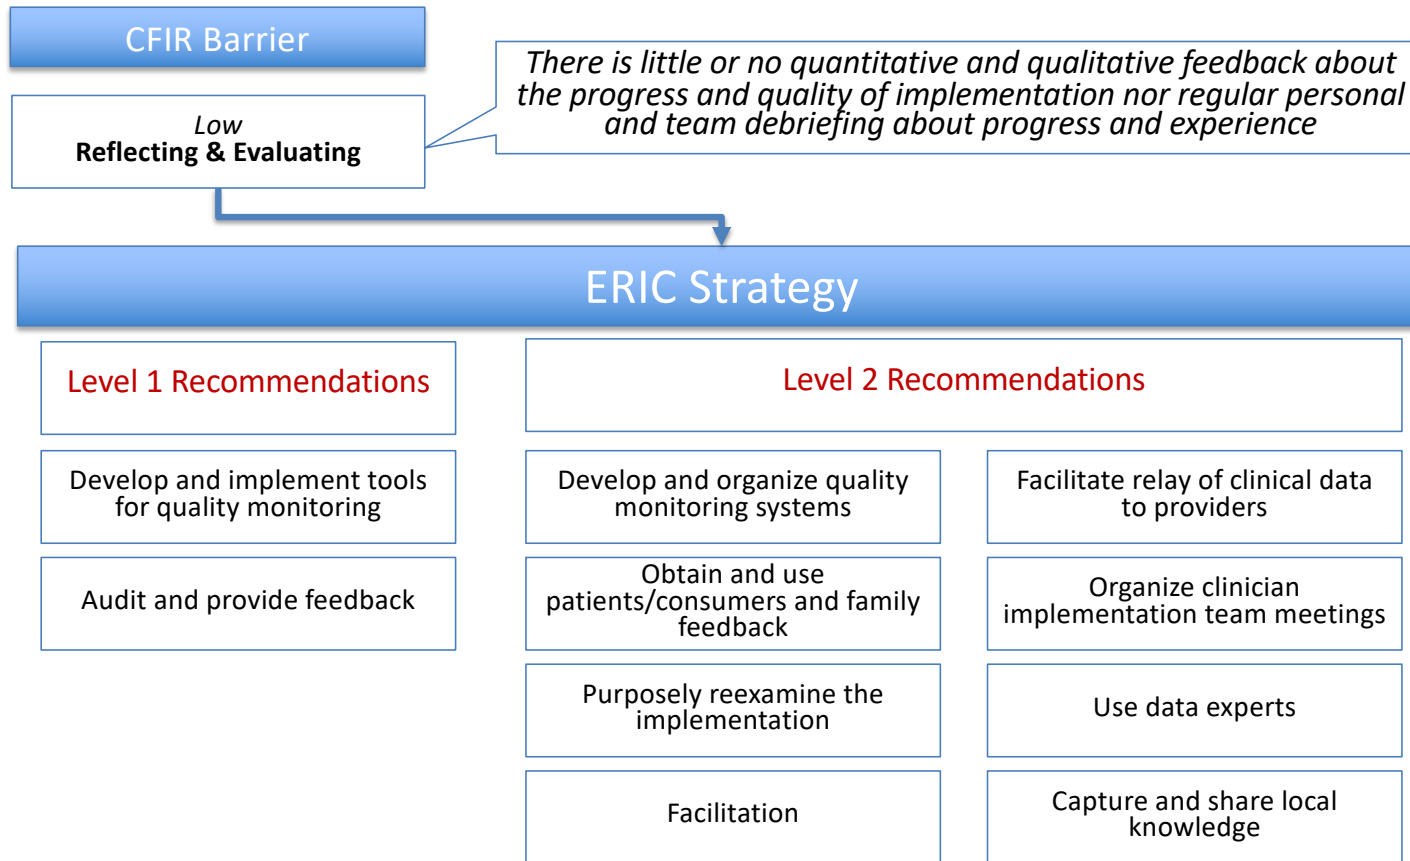 CFIR Barrier
There is little or no quantitative and qualitative feedback about
the progress and quality of implementation nor regular personal
and team debriefing about progress and experience
Low
Reflecting & Evaluating
ERIC Strategy
Level 1 Recommendations
Level 2 Recommendations
Develop and implement tools
for quality monitoring
Develop and organize quality
monitoring systems
Facilitate relay of clinical data
to providers
Audit and provide feedback
Obtain and use
patients/consumers and family
feedback
Organize clinician
implementation team meetings
Purposely reexamine the
implementation
Use data experts
Facilitation
Capture and share local
knowledge